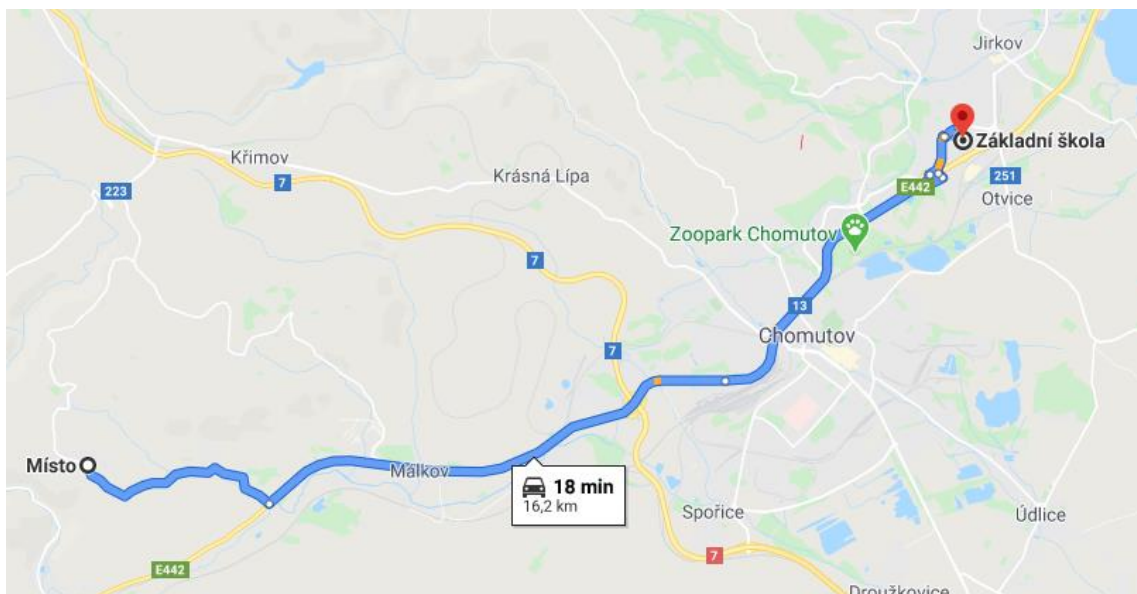 Jirkov
Základní škola
Křimov
7
Krásná Lípa
223
E442
251
Otvice
Zoopark Chomutov
7
13
Chomutov
7
Místo
Málkov
18 min
16,2 km
Spořice
Údlice
7
E442
Droužkovice